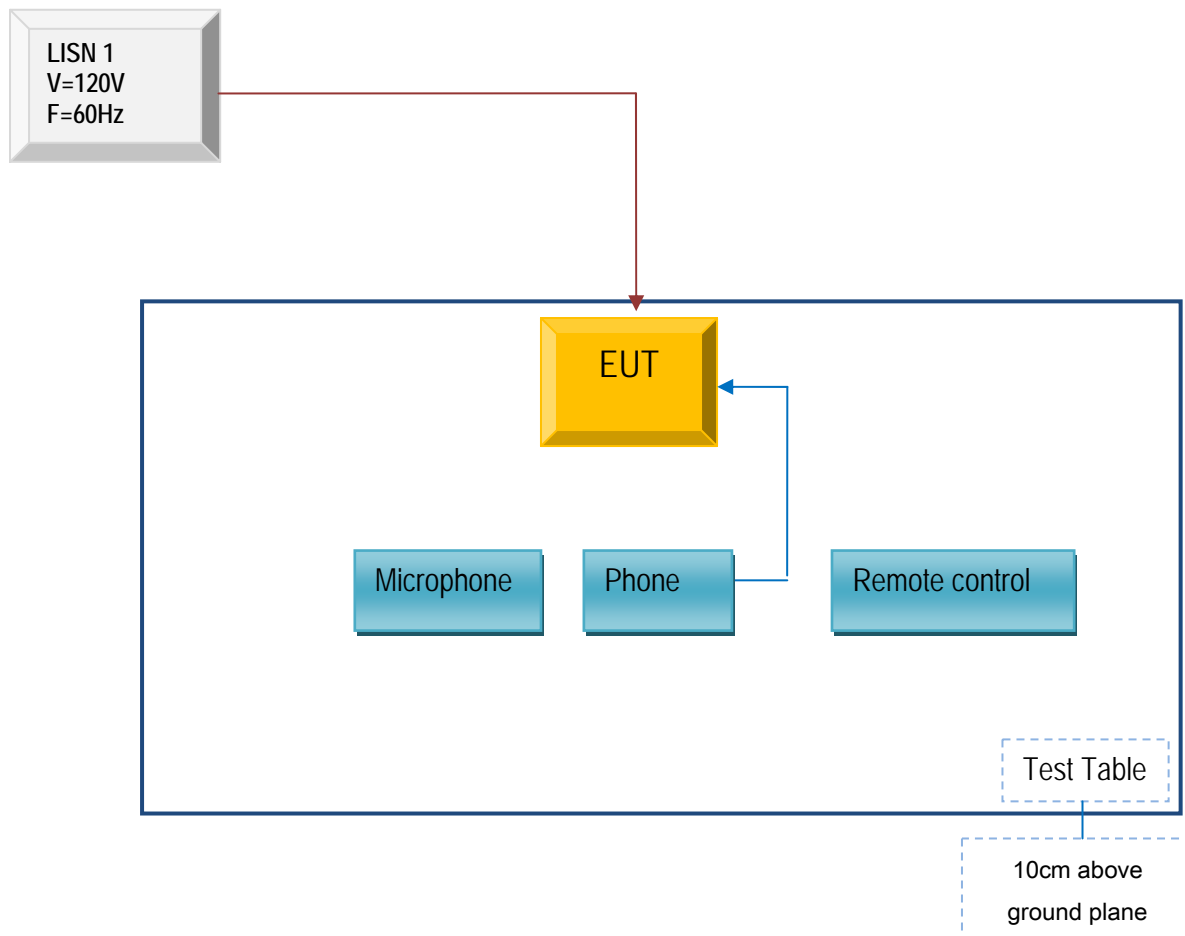 LISN 1
V=120V
F=60Hz
EUT
Microphone
Phone
Remote control
Test Table
10cm above
ground plane